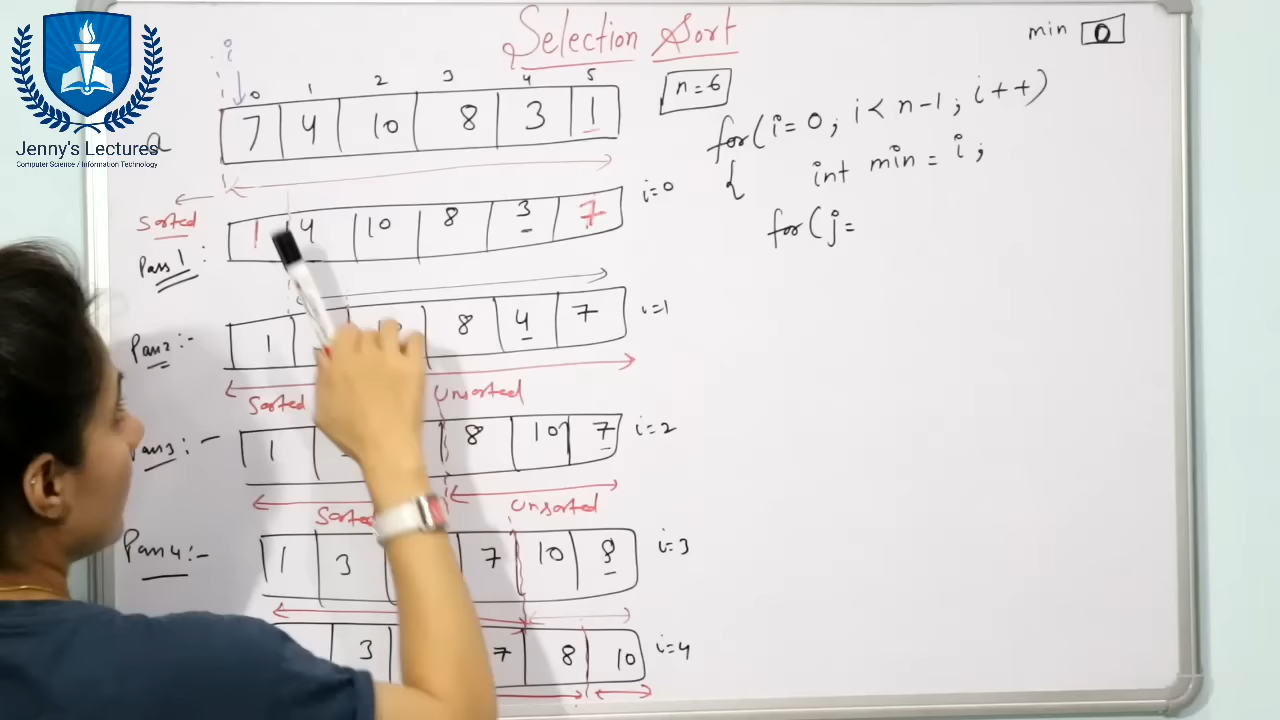 Jenny's Lectures
Computer Science / Information Technology
Selection Sort
min 0
i
0 1 2 3 4 5
a 7 4 10 8 3 1
n=6
for(i=0; i<n-1; i++)
{ int min = i;
for(j=
Sorted
Pass 1: 1 4 10 8 3 7 i=0
Pass 2:- 1 8 4 7 i=1
Sorted Unsorted
Pass 3:- 1 8 10 7 i=2
Sorted Unsorted
Pass 4:- 1 3 7 10 8 i=3
3 7 8 10 i=4